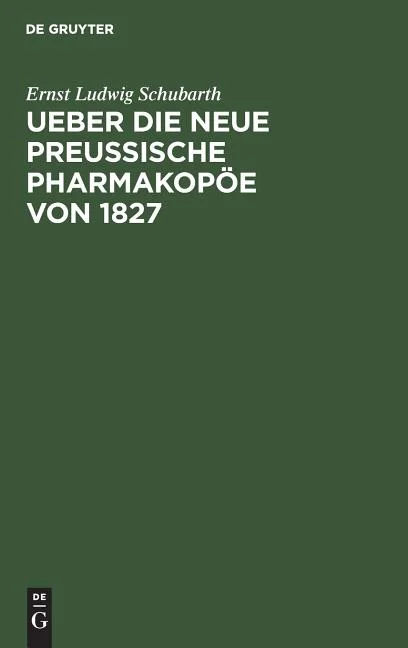 DE GRUYTER
Ernst Ludwig Schubarth
UEBER DIE NEUE
PREUSSISCHE
PHARMAKOPÖE
VON 1827
DE
G